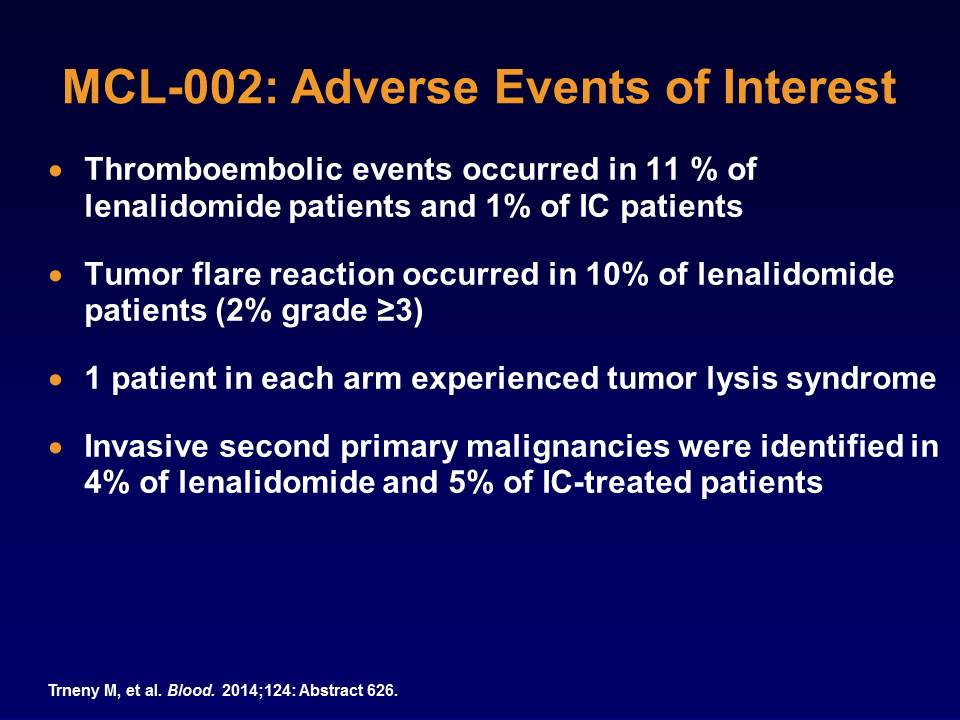 MCL-002: Adverse Events of Interest
• Thromboembolic events occurred in 11 % of
lenalidomide patients and 1% of IC patients
• Tumor flare reaction occurred in 10% of lenalidomide
patients (2% grade ≥3)
• 1 patient in each arm experienced tumor lysis syndrome
• Invasive second primary malignancies were identified in
4% of lenalidomide and 5% of IC-treated patients
Trneny M, et al. Blood. 2014;124: Abstract 626.